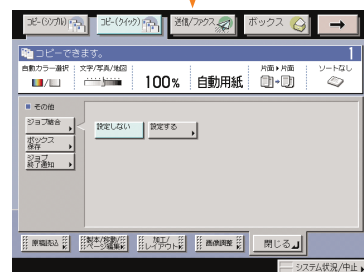 コピー(シンプル)
コピー(クイック)
送信/ファクス
ボックス
→
コピーできます。
1
自動カラー選択
文字/写真/地図
100%
自動用紙
片面▶片面
ソートなし
■ その他
ジョブ結合
ボックス
保存
ジョブ
終了通知
設定しない
設定する
原稿読込
製本/移動/
ページ編集
加工/
レイアウト
画像調整
閉じる
システム状況/中止